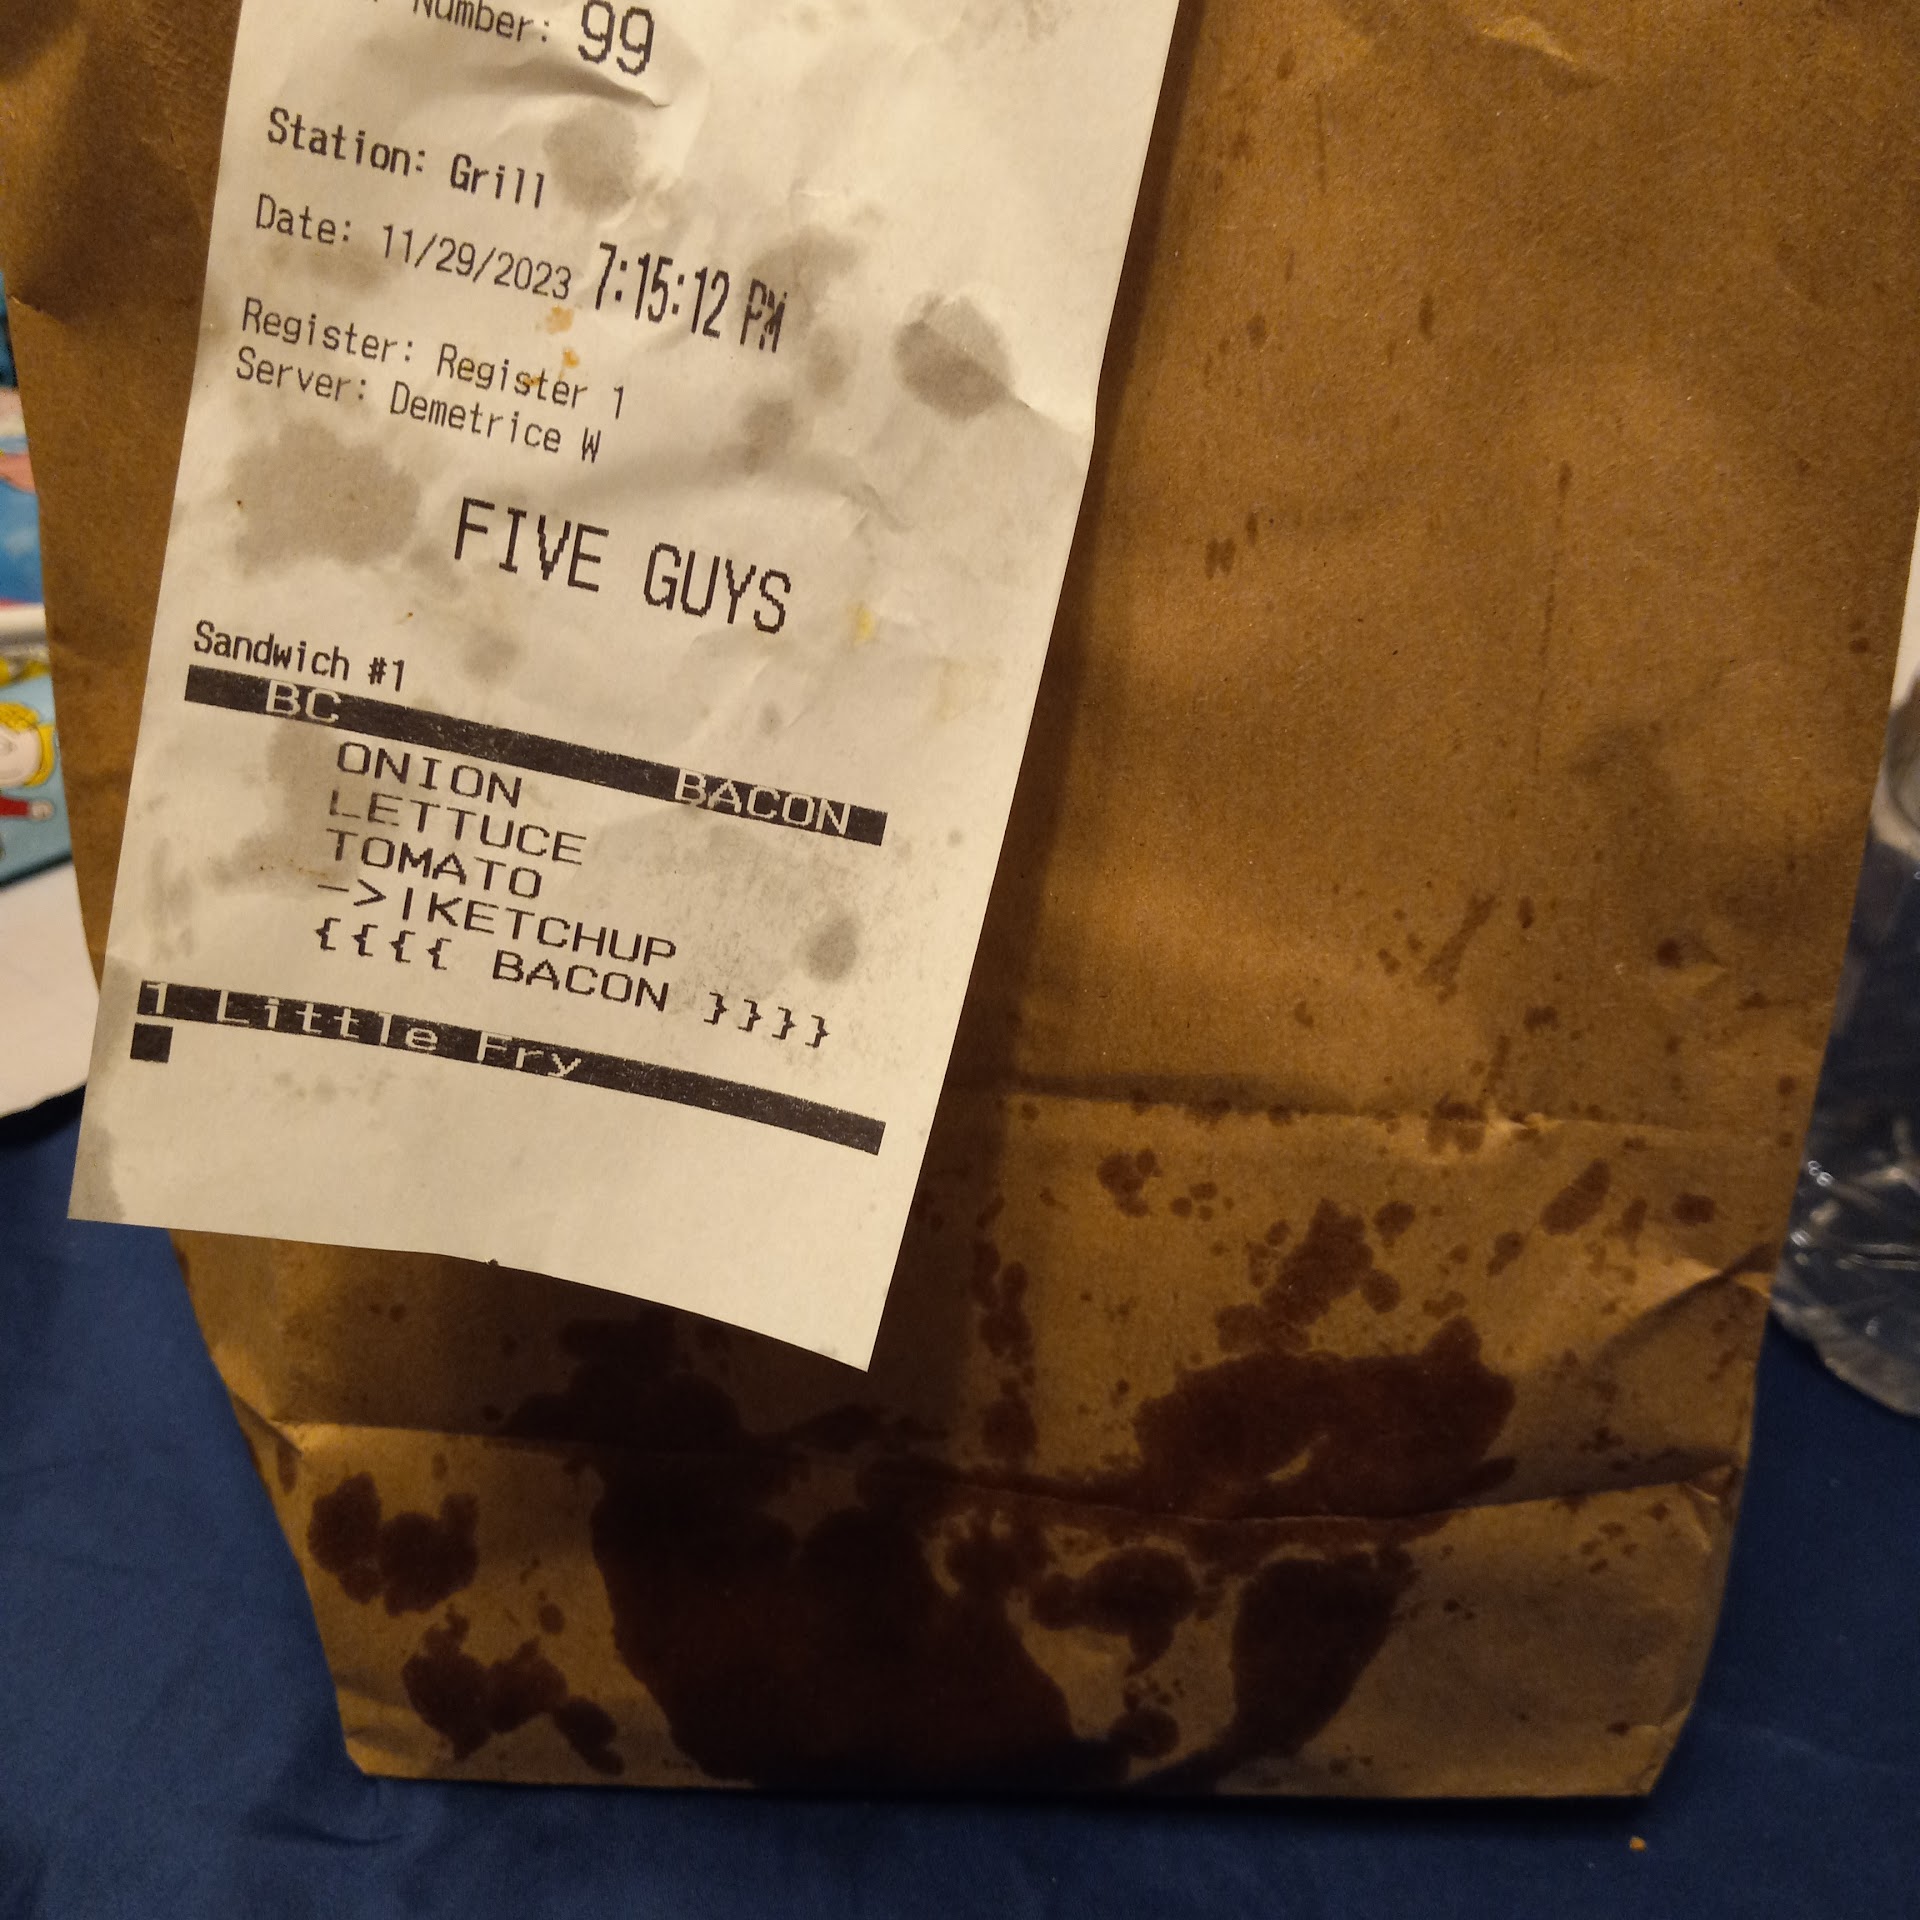 Number: 99
Station: Grill
Date: 11/29/2023 7:15:12 PM
Register: Register 1
Server: Demetrice W
FIVE GUYS
Sandwich #1
BC BACON
ONION
LETTUCE
TOMATO
->|KETCHUP
{{{{ BACON }}}}
1 Little Fry